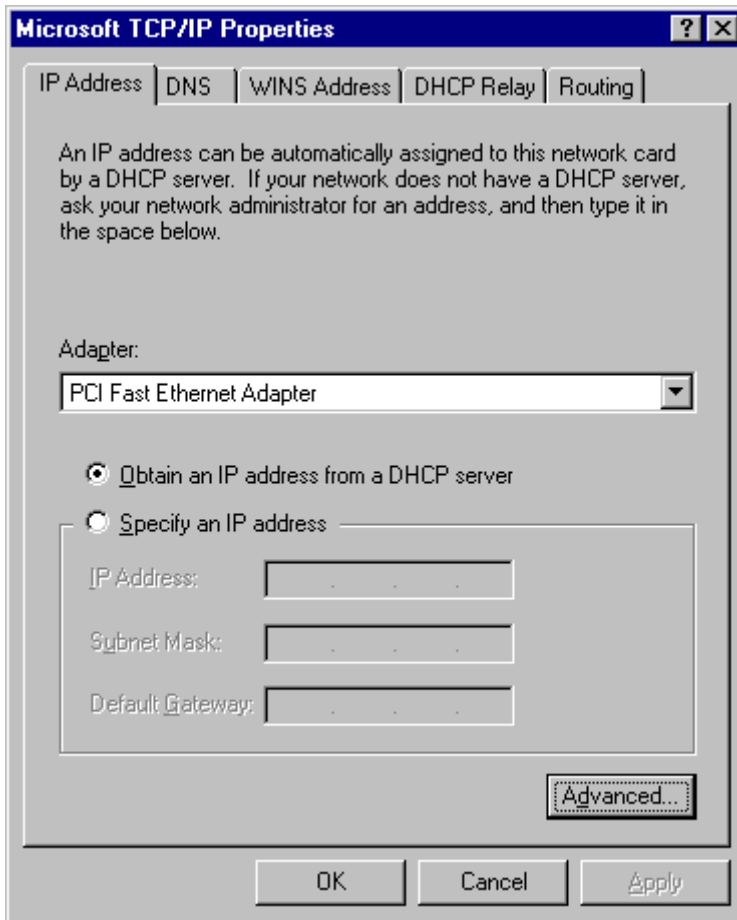 Microsoft TCP/IP Properties
IP Address DNS WINS Address DHCP Relay Routing
An IP address can be automatically assigned to this network card
by a DHCP server. If your network does not have a DHCP server,
ask your network administrator for an address, and then type it in
the space below.
Adapter:
PCI Fast Ethernet Adapter
Obtain an IP address from a DHCP server
Specify an IP address
IP Address: . . .
Subnet Mask: . . .
Default Gateway: . . .
Advanced...
OK Cancel Apply